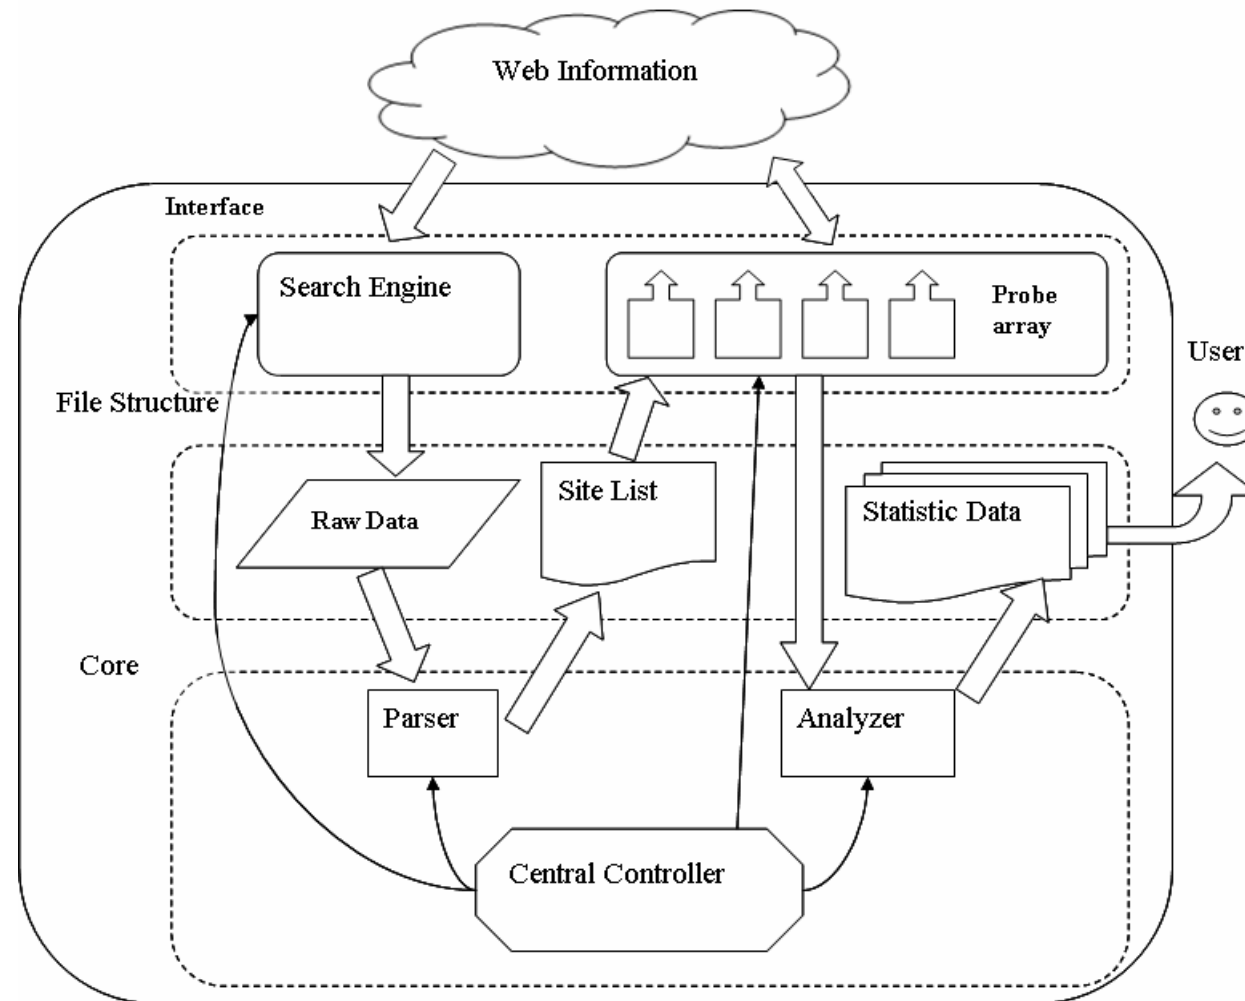 Web Information
Interface
Search Engine
Probe
array
User
File Structure
Site List
Statistic Data
Raw Data
Core
Parser
Analyzer
Central Controller